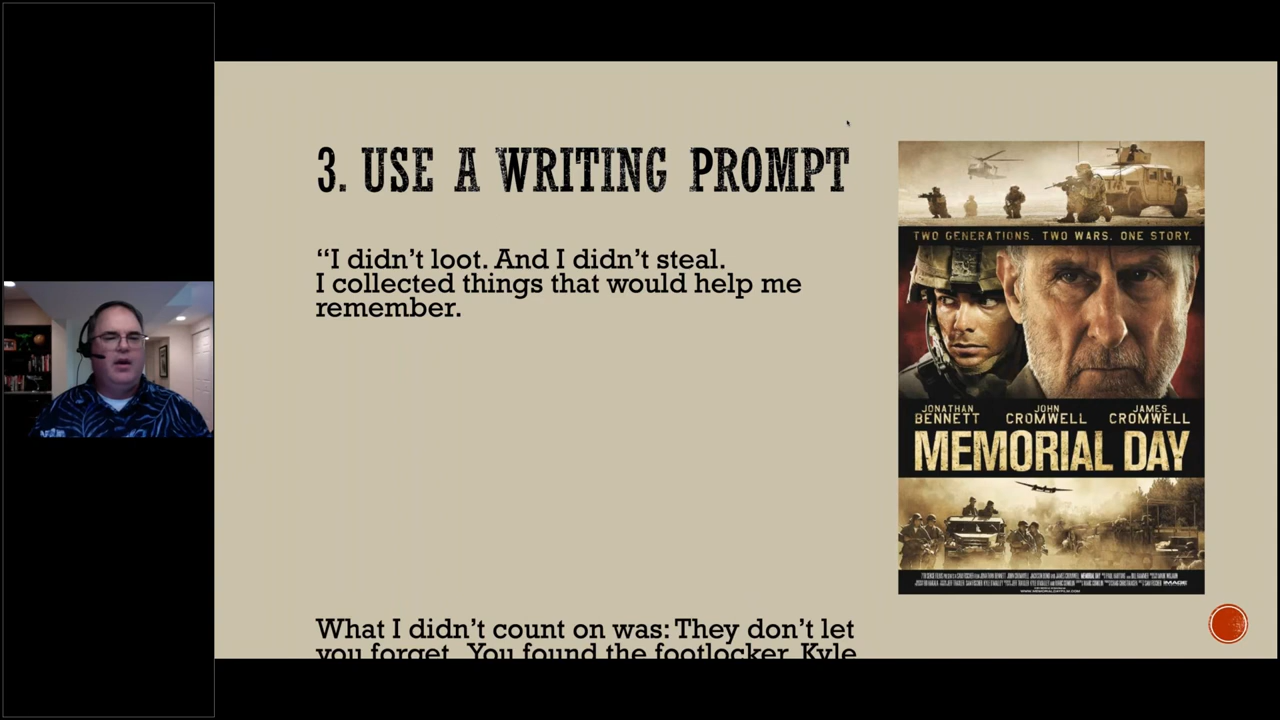 3. USE A WRITING PROMPT
“I didn’t loot. And I didn’t steal.
I collected things that would help me
remember.
What I didn’t count on was: They don’t let
you forget. You found the footlocker, Kyle
TWO GENERATIONS. TWO WARS. ONE STORY.
JONATHAN BENNETT
JOHN CROMWELL
JAMES CROMWELL
MEMORIAL DAY
IMAGE